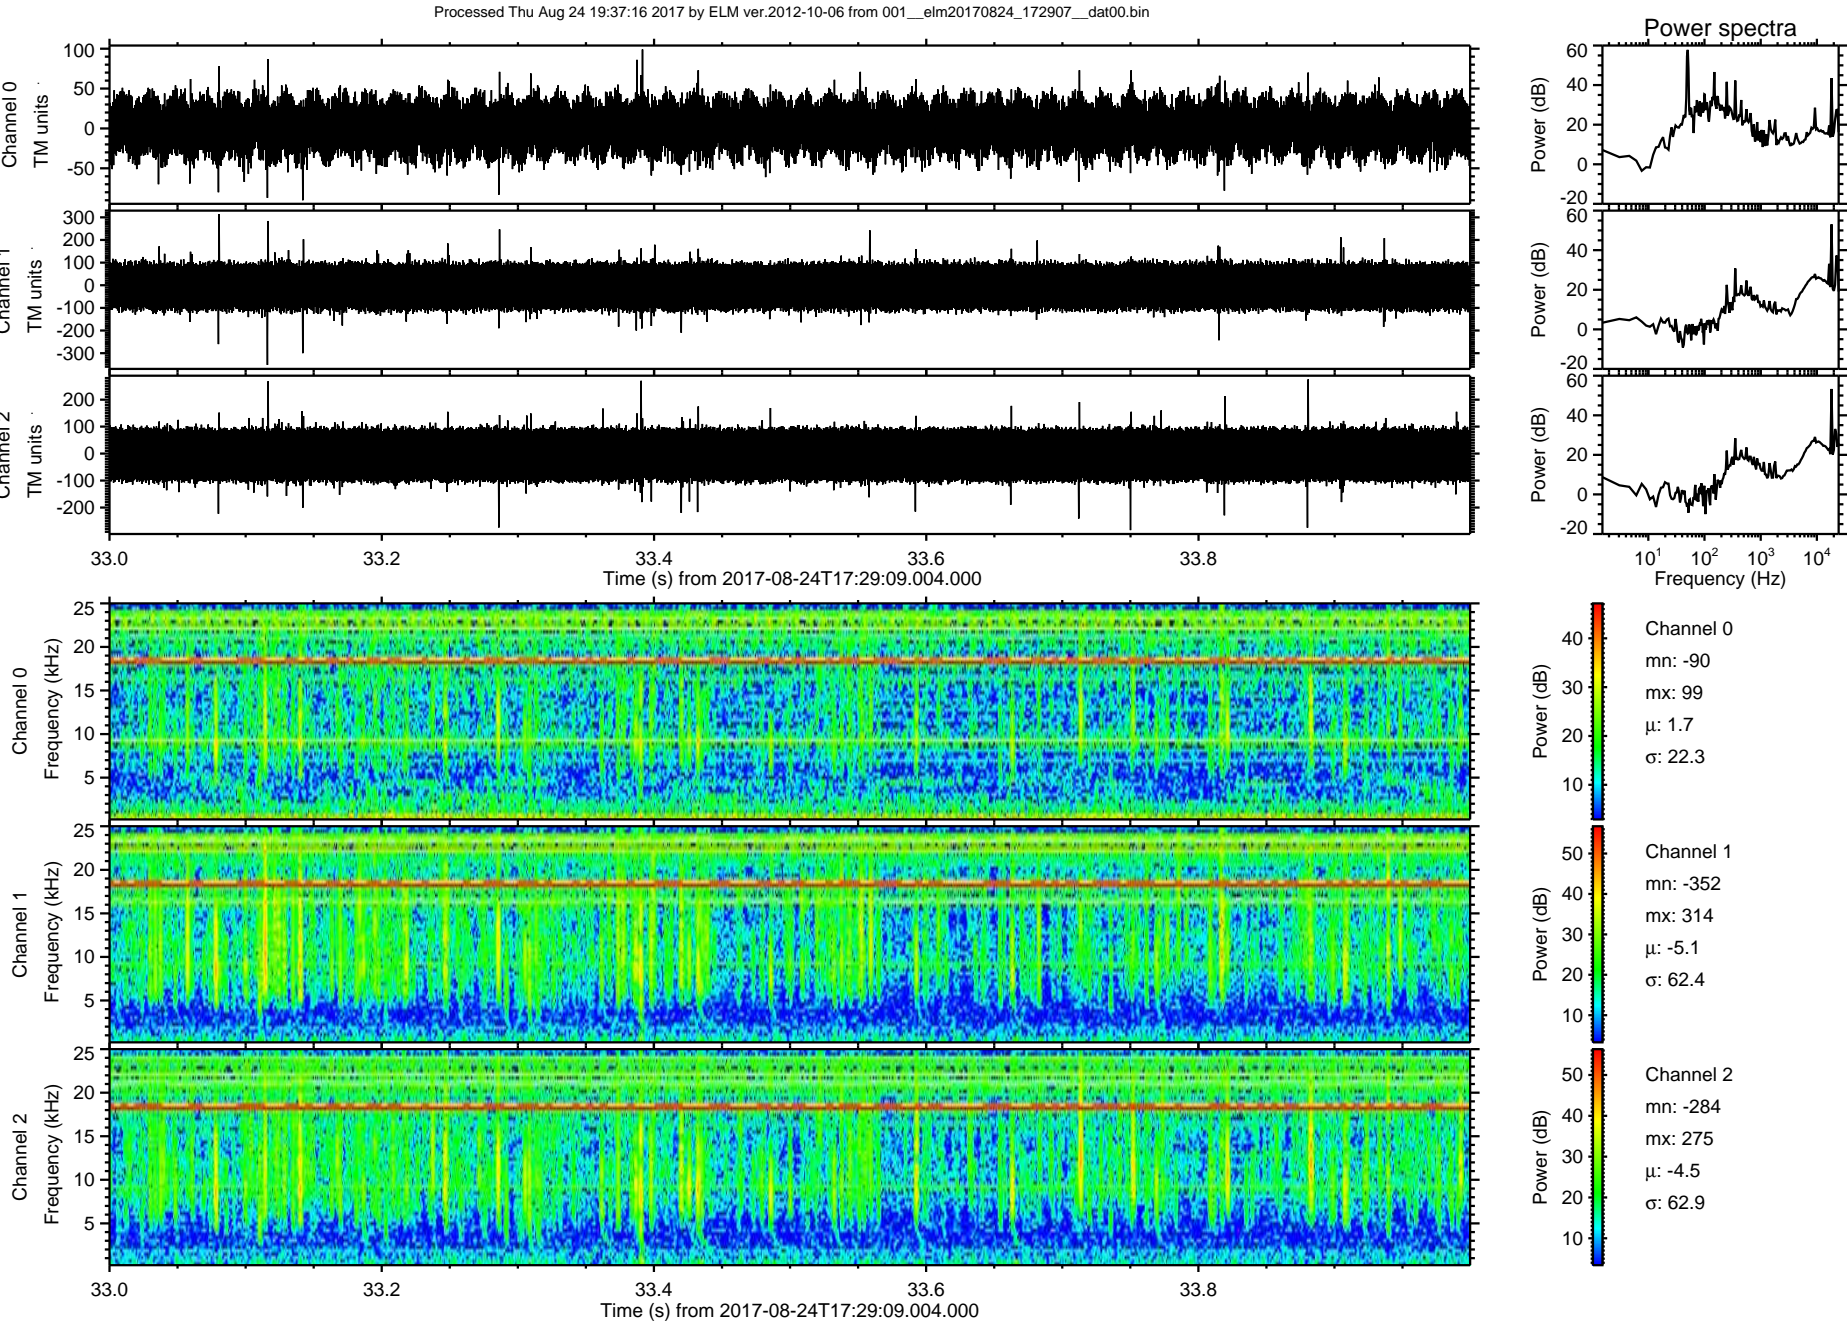 Processed Thu Aug 24 19:37:16 2017 by ELM ver.2012-10-06 from 001__elm20170824_172907__dat00.bin
Power spectra
Channel 0
TM units
100
50
0
-50
Power (dB)
60
40
20
0
-20
Channel 1
TM units
300
200
100
0
-100
-200
-300
Power (dB)
60
40
20
0
-20
Channel 2
TM units
200
100
0
-100
-200
Power (dB)
60
40
20
0
-20
33.0 33.2 33.4 33.6 33.8
Time (s) from 2017-08-24T17:29:09.004.000
10¹ 10² 10³ 10⁴
Frequency (Hz)
Channel 0
Frequency (kHz)
25
20
15
10
5
Power (dB)
40
30
20
10
Channel 0
mn: -90
mx: 99
μ: 1.7
σ: 22.3
Channel 1
Frequency (kHz)
25
20
15
10
5
Power (dB)
50
40
30
20
10
Channel 1
mn: -352
mx: 314
μ: -5.1
σ: 62.4
Channel 2
Frequency (kHz)
25
20
15
10
5
Power (dB)
50
40
30
20
10
Channel 2
mn: -284
mx: 275
μ: -4.5
σ: 62.9
33.0 33.2 33.4 33.6 33.8
Time (s) from 2017-08-24T17:29:09.004.000